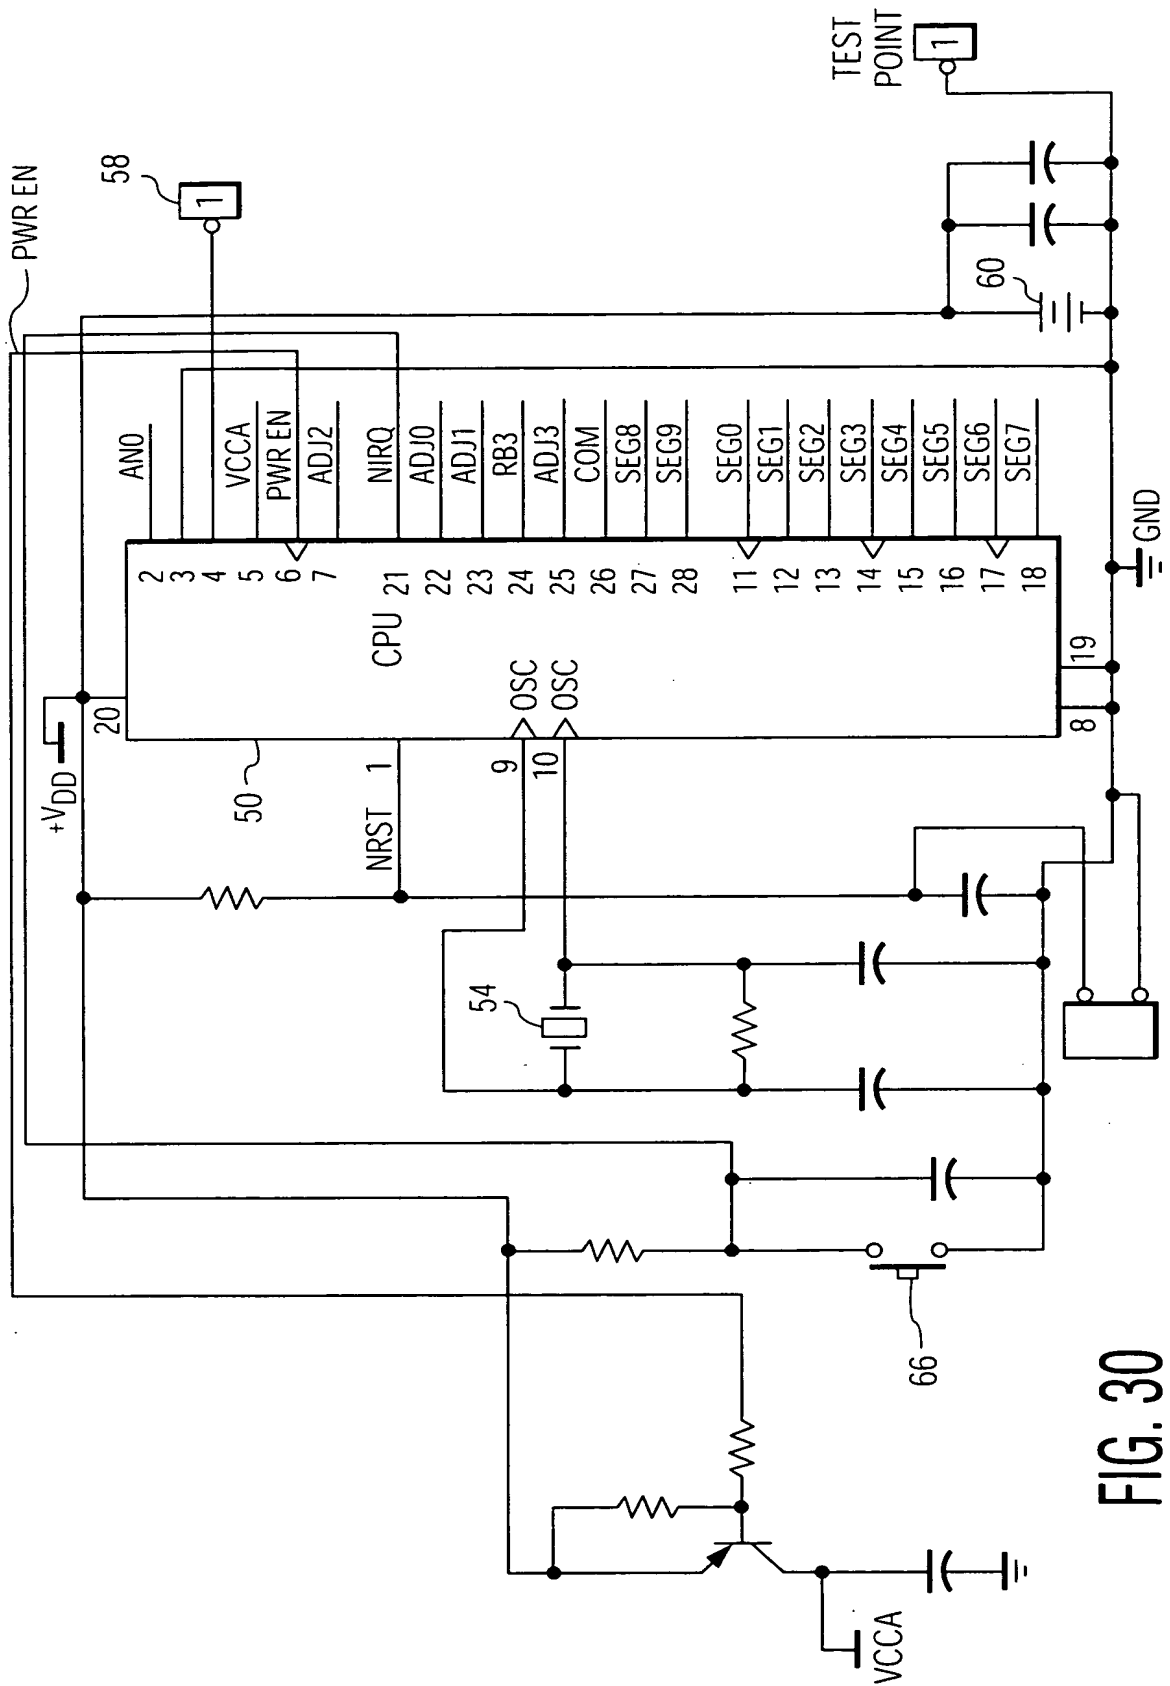 PWR EN
58
1
TEST
POINT
1
60
AN0
VCCA
PWR EN
ADJ2
NIRQ
ADJ0
ADJ1
RB3
ADJ3
COM
SEG8
SEG9
SEG0
SEG1
SEG2
SEG3
SEG4
SEG5
SEG6
SEG7
2
3
4
5
6
7
21
22
23
24
25
26
27
28
11
12
13
14
15
16
17
18
CPU
OSC
OSC
+VDD
20
50
1
NRST
9
10
8
19
GND
54
66
VCCA
FIG. 30